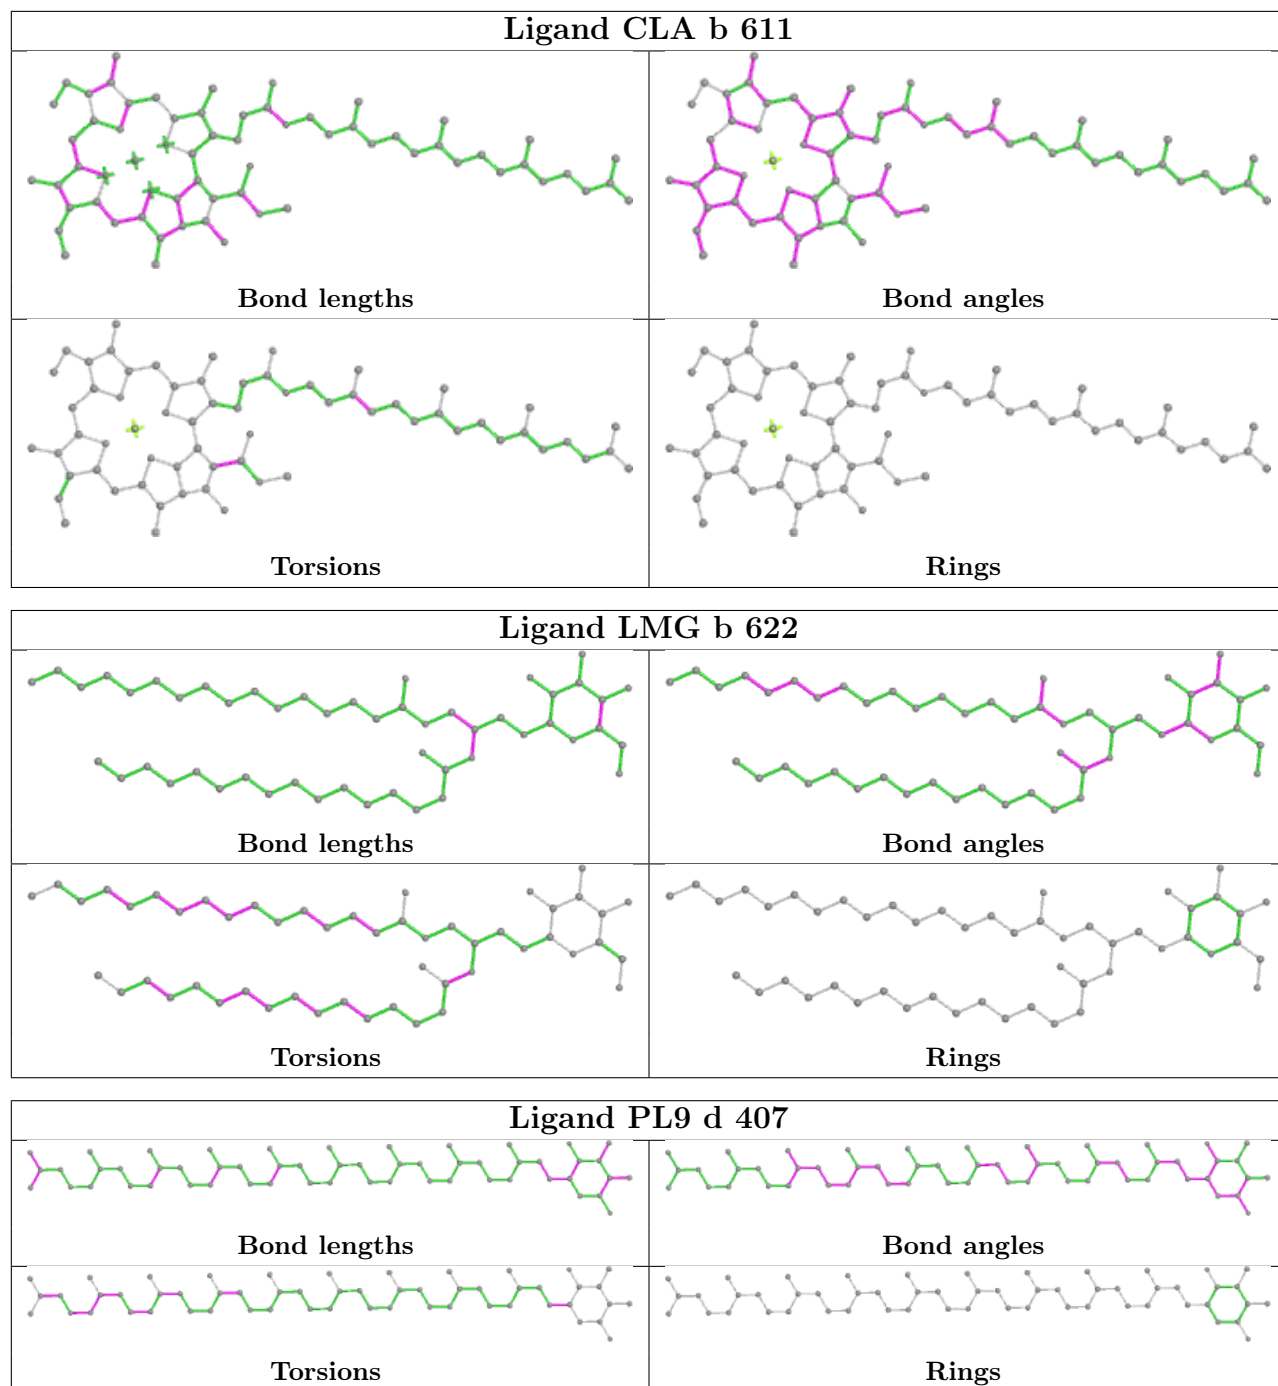 Ligand CLA b 611
Bond lengths
Bond angles
Torsions
Rings
Ligand LMG b 622
Bond lengths
Bond angles
Torsions
Rings
Ligand PL9 d 407
Bond lengths
Bond angles
Torsions
Rings